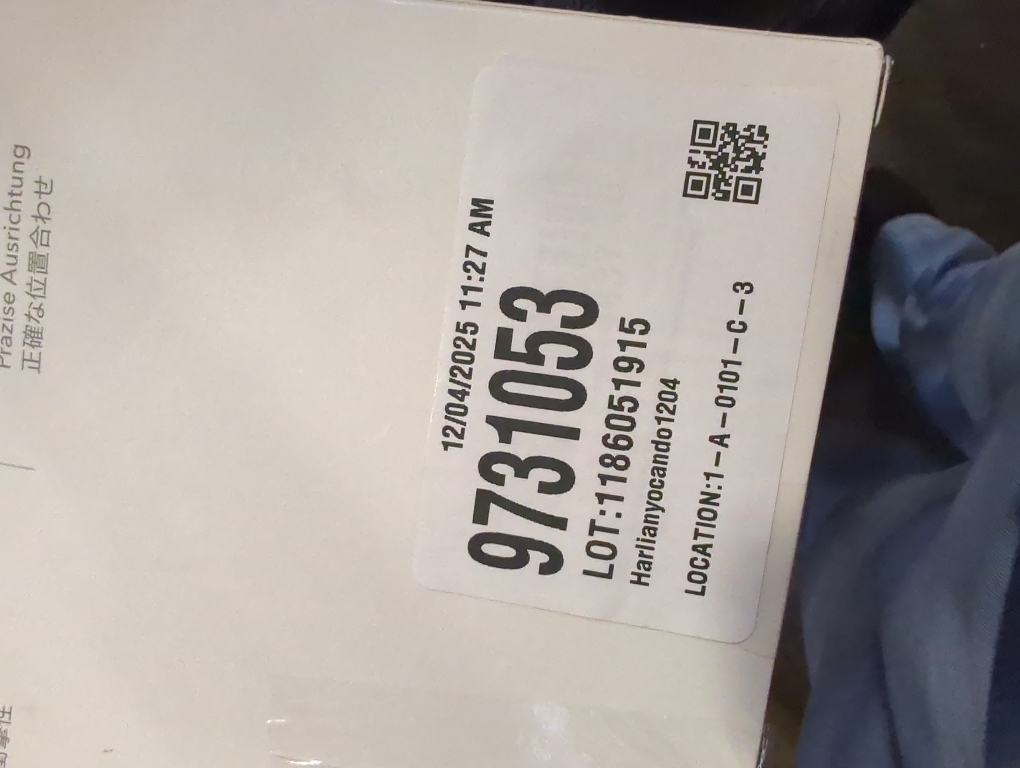 Präzise Ausrichtung
正確な位置合わせ
12/04/2025 11:27 AM
9731053
LOT:1186051915
Harlianyocando1204
LOCATION:1-A-0101-C-3